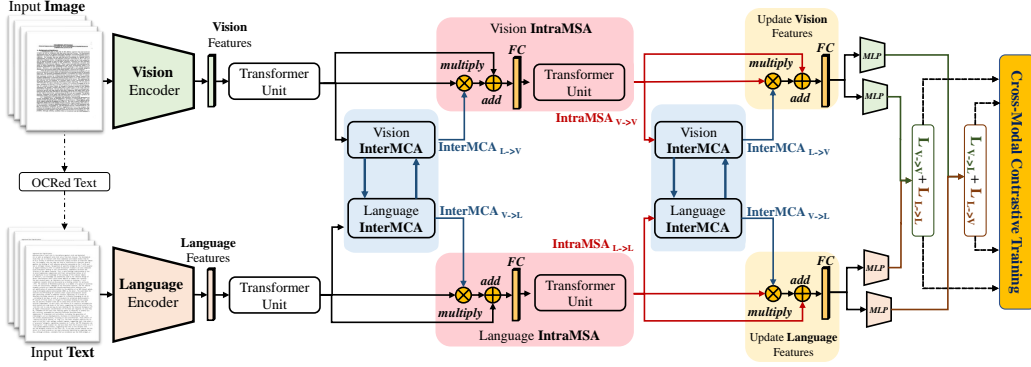 Input Image
Vision
Encoder
Vision
Features
Transformer
Unit
Vision IntraMSA
multiply
add
FC
Transformer
Unit
IntraMSA V->V
Update Vision
Features
multiply
add
FC
MLP
MLP
Vision
InterMCA
InterMCA L->V
Vision
InterMCA
InterMCA L->V
OCRed Text
Language
InterMCA
InterMCA V->L
Language
InterMCA
InterMCA V->L
L V->V + L L->L
L V->L + L L->V
Cross-Modal Contrastive Training
Input Text
Language
Encoder
Language
Features
Transformer
Unit
IntraMSA L->L
multiply
add
FC
Transformer
Unit
Language IntraMSA
multiply
add
FC
Update Language
Features
MLP
MLP